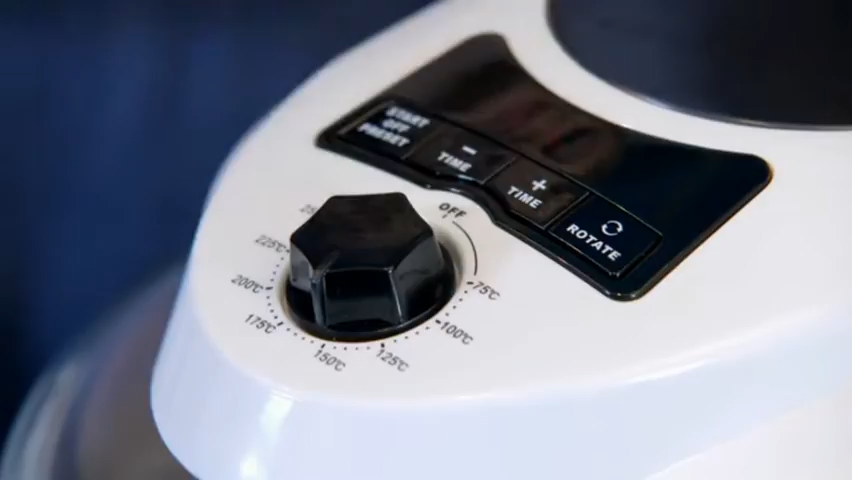 START
OFF
PRESET
-
TIME
+
TIME
ROTATE
OFF
75℃
100℃
125℃
150℃
175℃
200℃
225℃